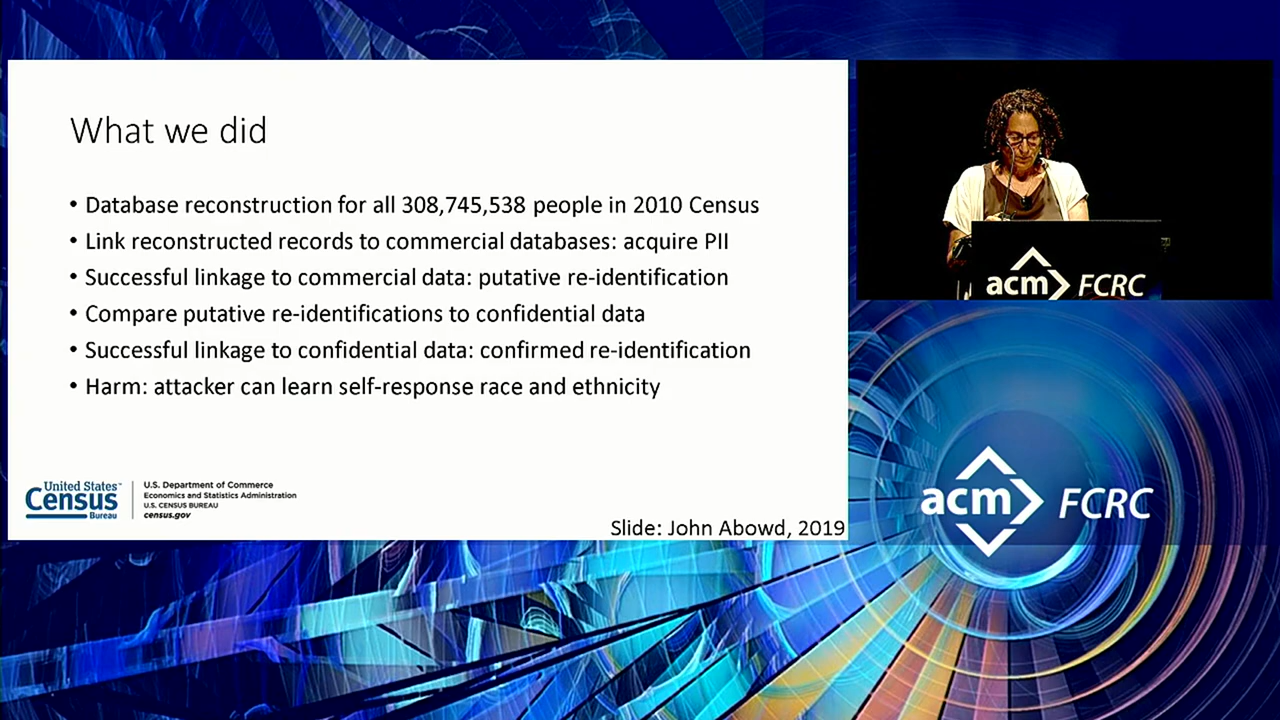 What we did
• Database reconstruction for all 308,745,538 people in 2010 Census
• Link reconstructed records to commercial databases: acquire PII
• Successful linkage to commercial data: putative re-identification
• Compare putative re-identifications to confidential data
• Successful linkage to confidential data: confirmed re-identification
• Harm: attacker can learn self-response race and ethnicity
United States™
Census
Bureau
U.S. Department of Commerce
Economics and Statistics Administration
U.S. CENSUS BUREAU
census.gov
Slide: John Abowd, 2019
acm FCRC
acm FCRC